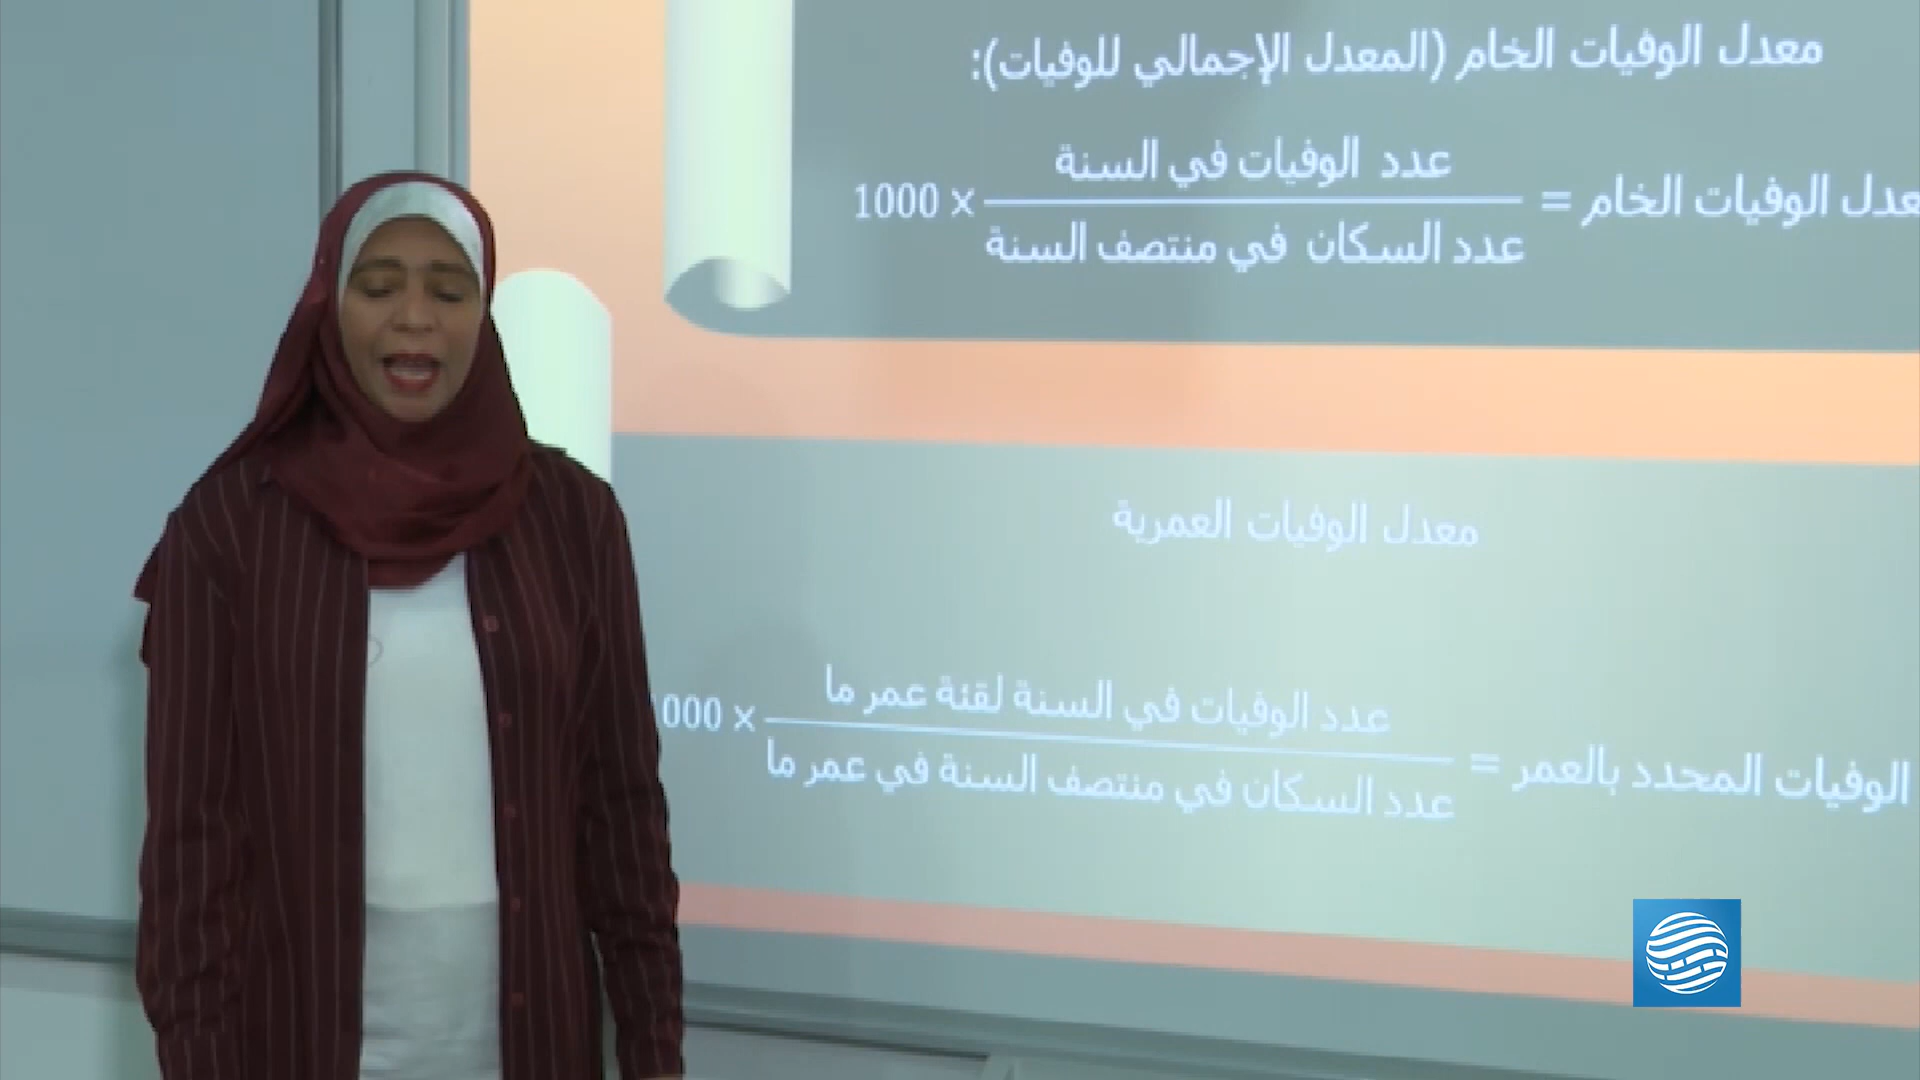 معدل الوفيات الخام (المعدل الإجمالي للوفيات):
عدد الوفيات في السنة
الوفيات الخام = × 1000
عدد السكان في منتصف السنة
معدل الوفيات العمرية
عدد الوفيات في السنة لفئة عمر ما
الوفيات المحدد بالعمر = ×
عدد السكان في منتصف السنة في عمر ما